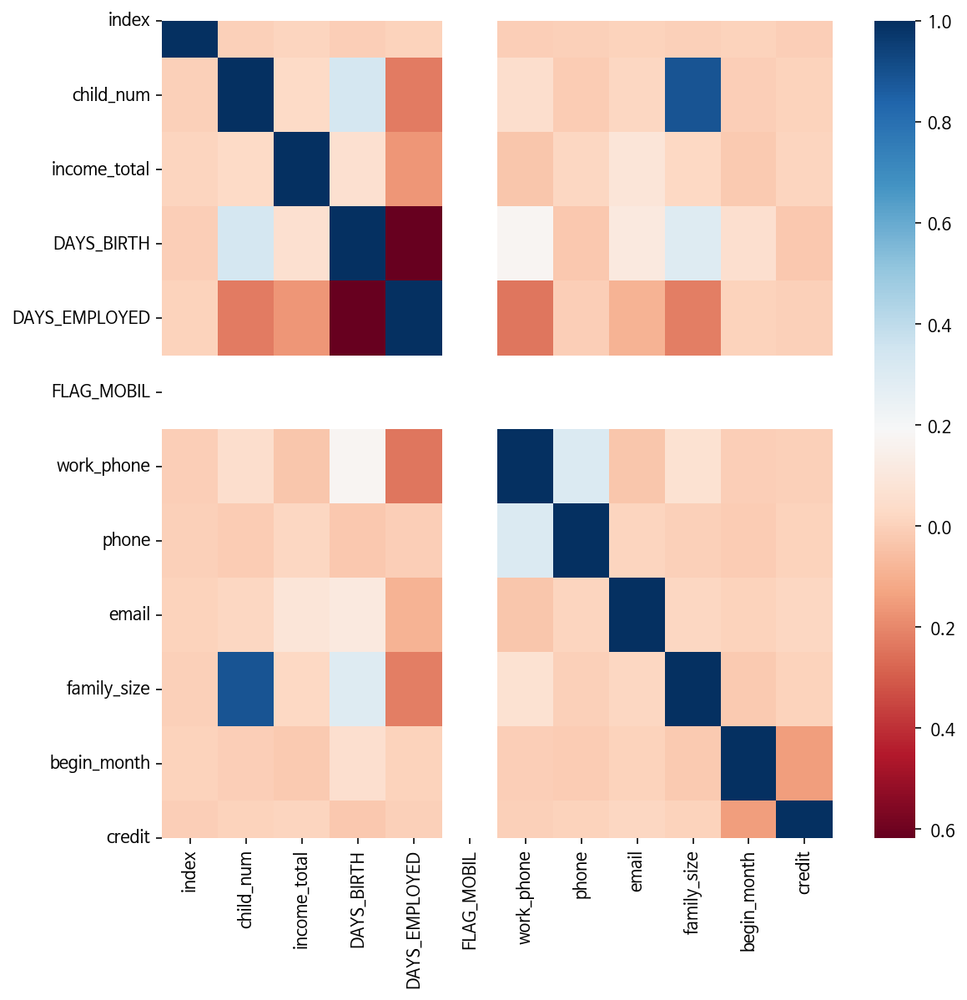 index
child_num
income_total
DAYS_BIRTH
DAYS_EMPLOYED
FLAG_MOBIL
work_phone
phone
email
family_size
begin_month
credit
index
child_num
income_total
DAYS_BIRTH
DAYS_EMPLOYED
FLAG_MOBIL
work_phone
phone
email
family_size
begin_month
credit
1.0
0.8
0.6
0.4
0.2
0.0
0.2
0.4
0.6